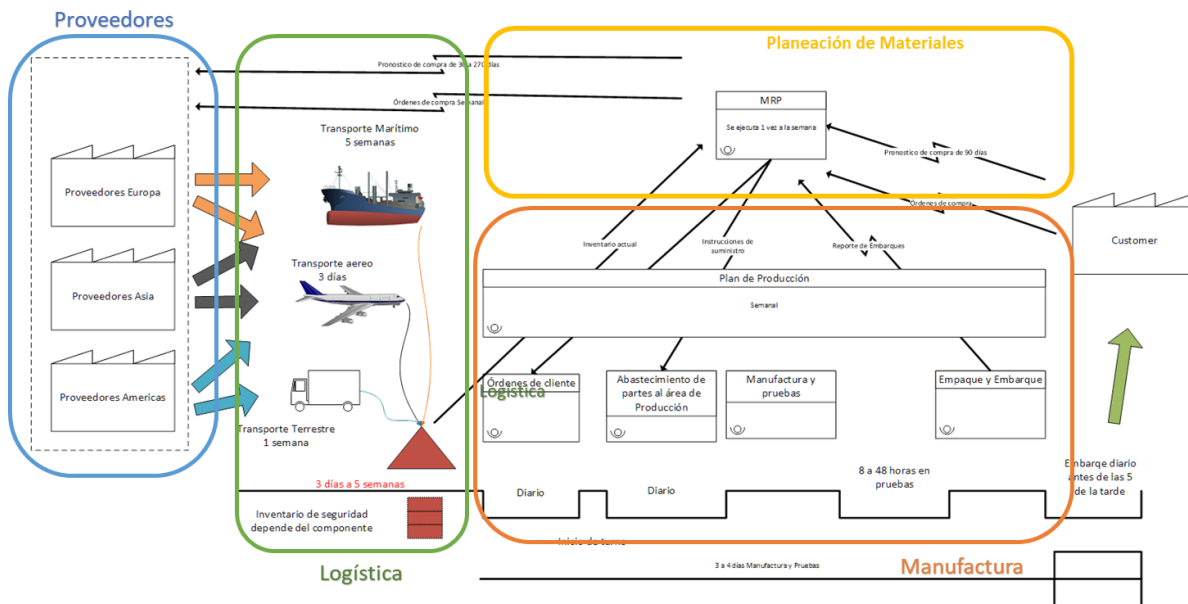 Proveedores
Planeación de Materiales
Pronostico de compra de 30 a 270 días
Órdenes de compra Semanal
MRP
Se ejecuta 1 vez a la semana
Transporte Marítimo
5 semanas
Pronostico de compra de 90 días
Proveedores Europa
Órdenes de compra
Customer
Inventario actual
Instrucciones de
suministro
Reporte de Embarques
Transporte aereo
3 días
Plan de Producción
Semanal
Proveedores Asia
Proveedores Americas
Órdenes de cliente
Logística
Abastecimiento de
partes al área de
Producción
Manufactura y
pruebas
Empaque y Embarque
Transporte Terrestre
1 semana
3 días a 5 semanas
Diario
Diario
8 a 48 horas en
pruebas
Embarqe diario
antes de las 5
de la tarde
Inventario de seguridad
depende del componente
Inicio de turno
3 a 4 días Manufactura y Pruebas
Logística
Manufactura